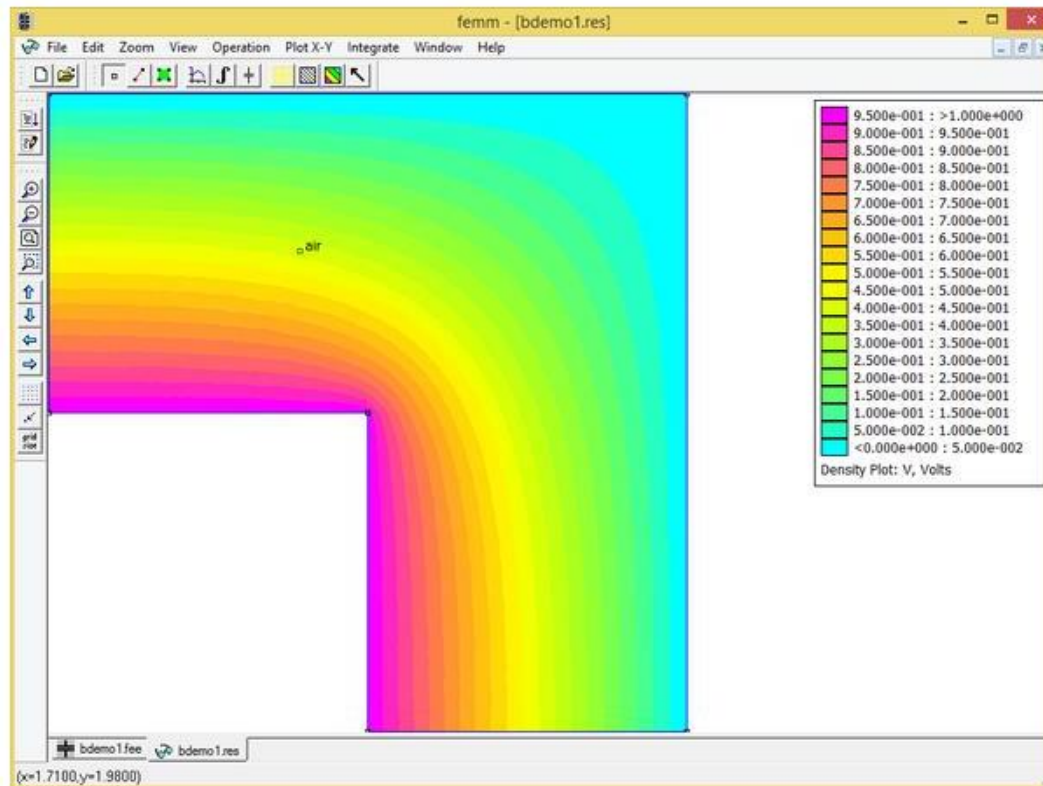 femm - [bdemo1.res]
File Edit Zoom View Operation Plot X-Y Integrate Window Help
air
9.500e-001 : >1.000e+000
9.000e-001 : 9.500e-001
8.500e-001 : 9.000e-001
8.000e-001 : 8.500e-001
7.500e-001 : 8.000e-001
7.000e-001 : 7.500e-001
6.500e-001 : 7.000e-001
6.000e-001 : 6.500e-001
5.500e-001 : 6.000e-001
5.000e-001 : 5.500e-001
4.500e-001 : 5.000e-001
4.000e-001 : 4.500e-001
3.500e-001 : 4.000e-001
3.000e-001 : 3.500e-001
2.500e-001 : 3.000e-001
2.000e-001 : 2.500e-001
1.500e-001 : 2.000e-001
1.000e-001 : 1.500e-001
5.000e-002 : 1.000e-001
<0.000e+000 : 5.000e-002
Density Plot: V, Volts
bdemo1.fee bdemo1.res
(x=1.7100,y=1.9800)